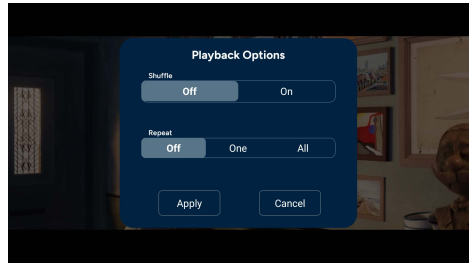 Playback Options
Shuffle
Off On
Repeat
Off One All
Apply Cancel